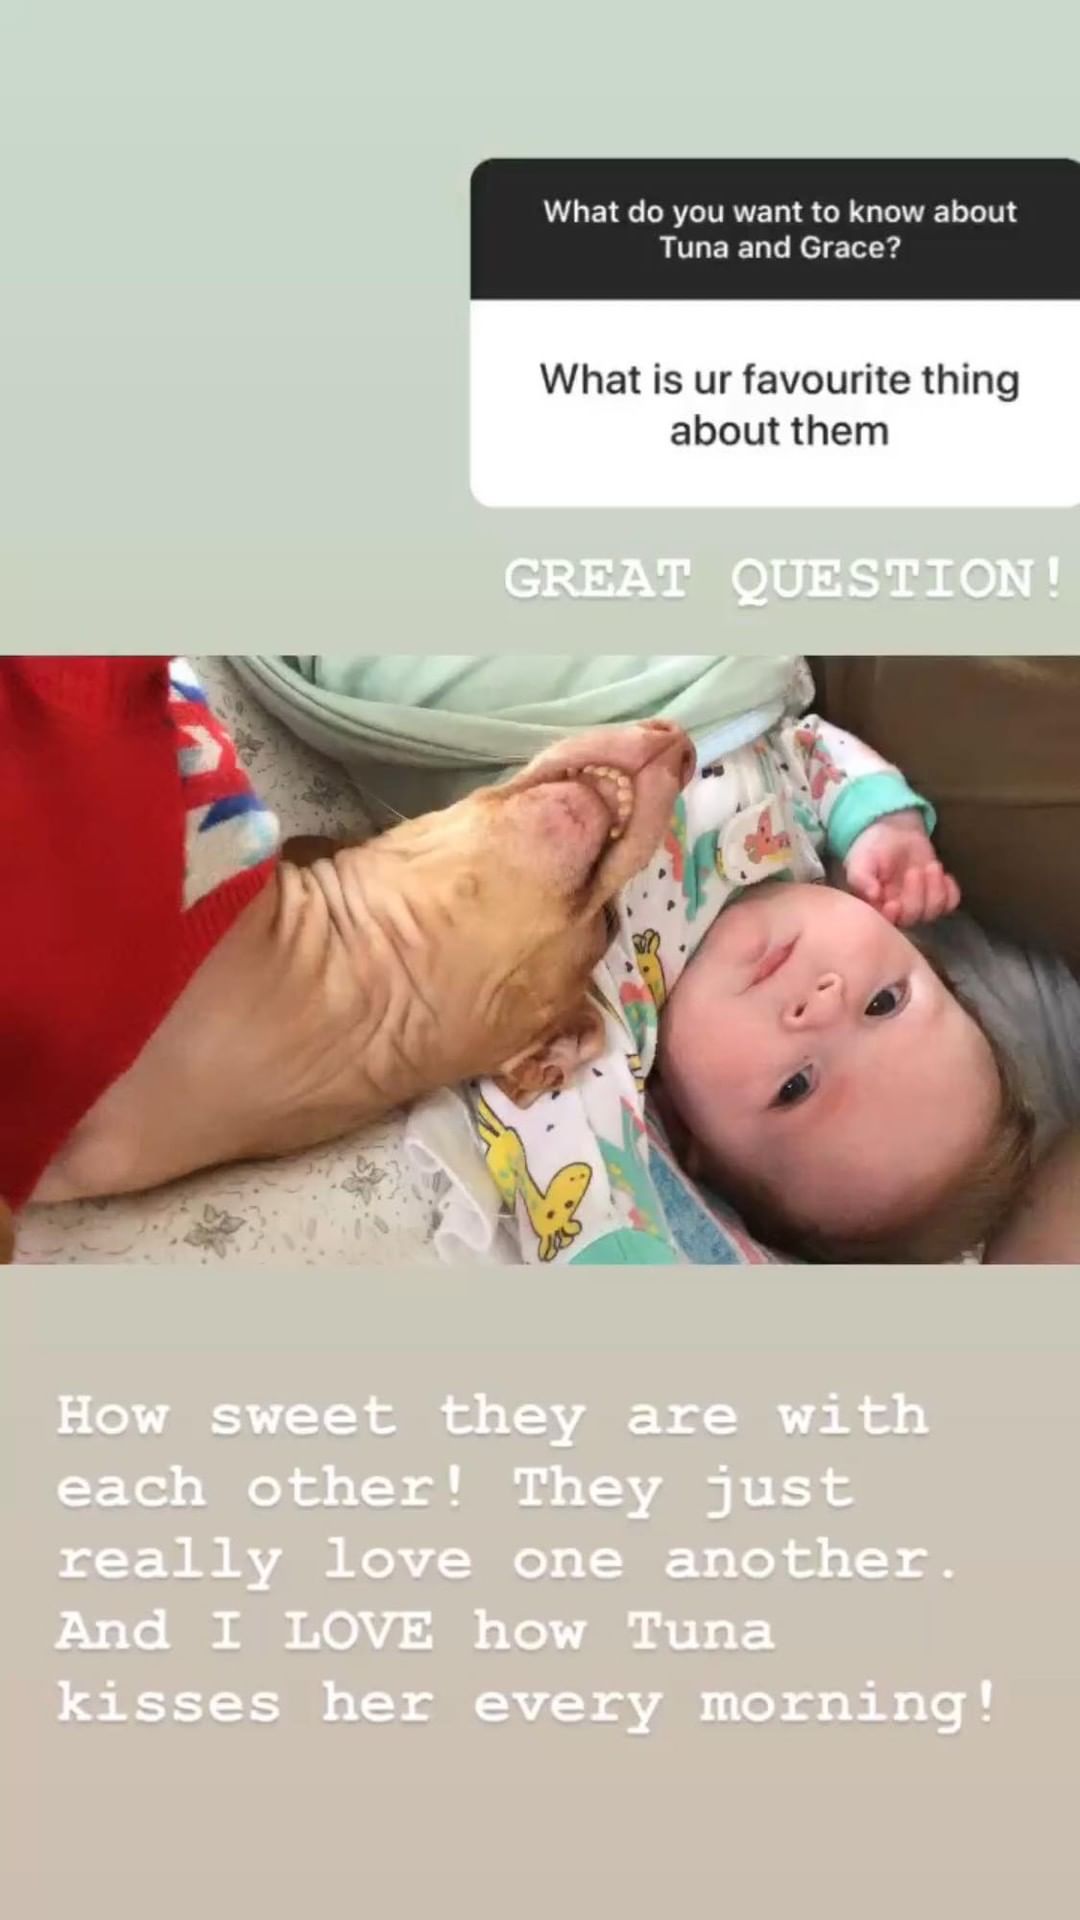 What do you want to know about
Tuna and Grace?
What is ur favourite thing
about them
GREAT QUESTION!
How sweet they are with
each other! They just
really love one another.
And I LOVE how Tuna
kisses her every morning!